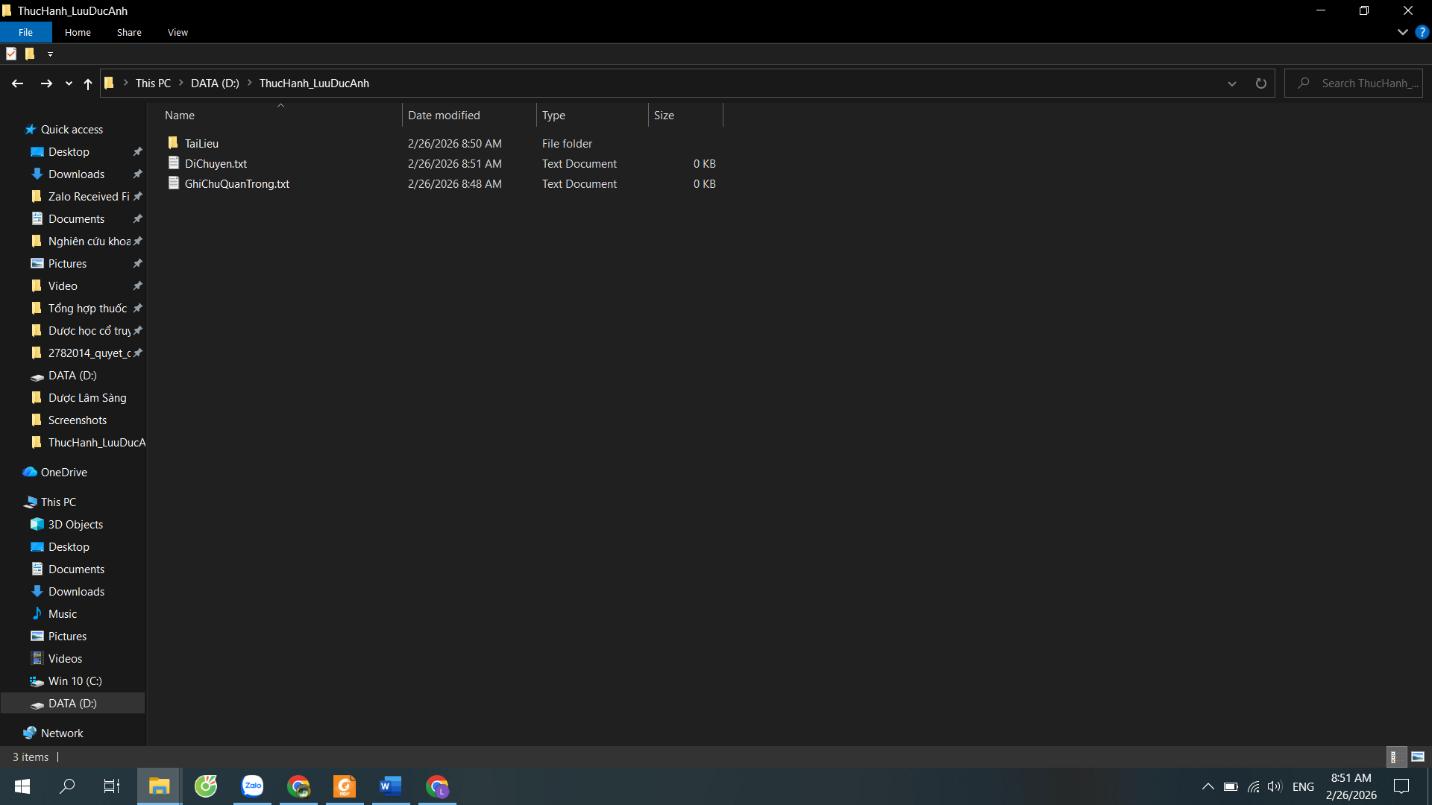 ThucHanh_LuuDucAnh
File Home Share View
This PC DATA (D:) ThucHanh_LuuDucAnh
Search ThucHanh_...
Name Date modified Type Size
TaiLieu 2/26/2026 8:50 AM File folder
DiChuyen.txt 2/26/2026 8:51 AM Text Document 0 KB
GhiChuQuanTrong.txt 2/26/2026 8:48 AM Text Document 0 KB
Quick access
Desktop
Downloads
Zalo Received Fi
Documents
Nghiên cứu khoa
Pictures
Video
Tổng hợp thuốc
Dược học cổ truy
2782014_quyet_c
DATA (D:)
Dược Lâm Sàng
Screenshots
ThucHanh_LuuDucA
OneDrive
This PC
3D Objects
Desktop
Documents
Downloads
Music
Pictures
Videos
Win 10 (C:)
DATA (D:)
Network
3 items
Zalo
PDF
W
L
ENG
8:51 AM
2/26/2026